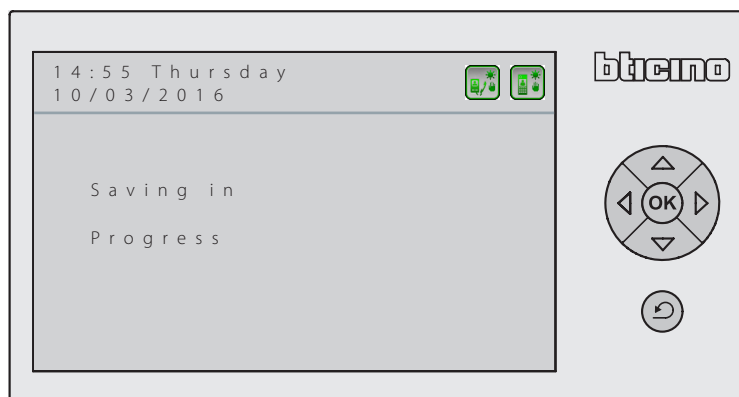 14:55 Thursday
10/03/2016
bticino
Saving in
Progress
OK